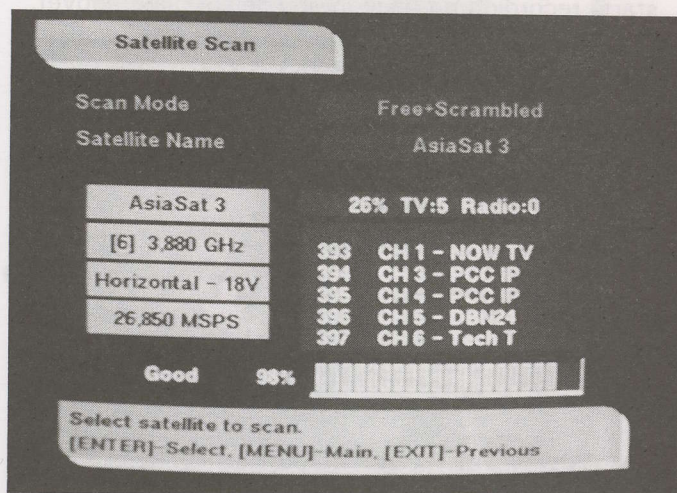 Satellite Scan
Scan Mode Free+Scrambled
Satellite Name AsiaSat 3
AsiaSat 3 26% TV:5 Radio:0
[6] 3,880 GHz
393 CH 1 - NOW TV
Horizontal - 18V
394 CH 3 - PCC IP
395 CH 4 - PCC IP
26,850 MSPS
396 CH 5 - DBN24
397 CH 6 - Tech T
Good 98%
Select satellite to scan.
[ENTER]-Select, [MENU]-Main, [EXIT]-Previous